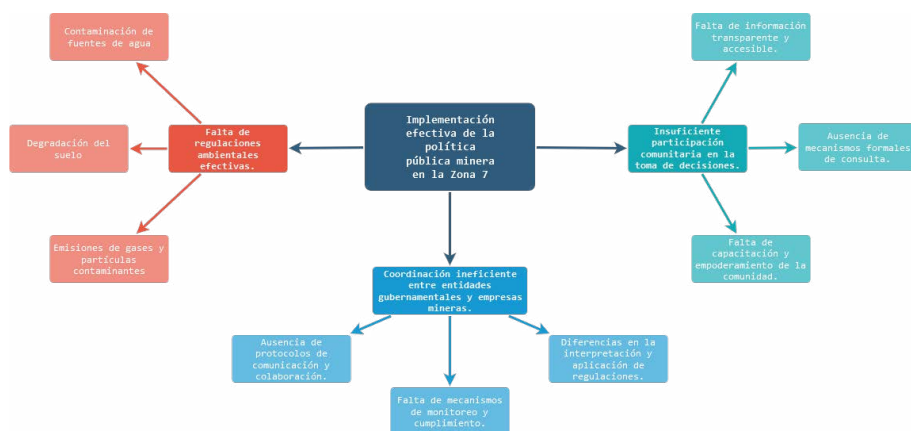 Contaminación de
fuentes de agua
Degradación del
suelo
Emisiones de gases y
partículas contaminantes
Falta de
regulaciones
ambientales
efectivas.
Implementación
efectiva de la
política
pública minera
en la Zona 7
Insuficiente
participación
comunitaria en la
toma de decisiones.
Falta de información
transparente y
accesible.
Ausencia de
mecanismos formales
de consulta.
Falta de
capacitación y
empoderamiento de la
comunidad.
Coordinación ineficiente
entre entidades
gubernamentales y empresas
mineras.
Ausencia de
protocolos de
comunicación y
colaboración.
Falta de mecanismos
de monitoreo y
cumplimiento.
Diferencias en la
interpretación y
aplicación de
regulaciones.